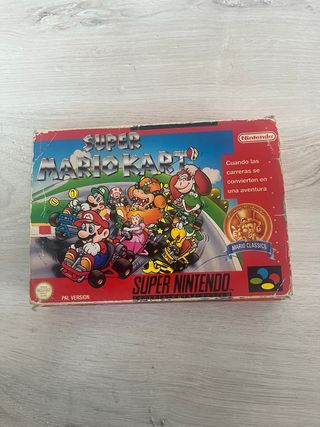 SUPER
MARIO KART
Nintendo
Cuando las
carreras se
convierten en
una aventura
MARIO CLASSICS
SUPER NINTENDO
PAL VERSION